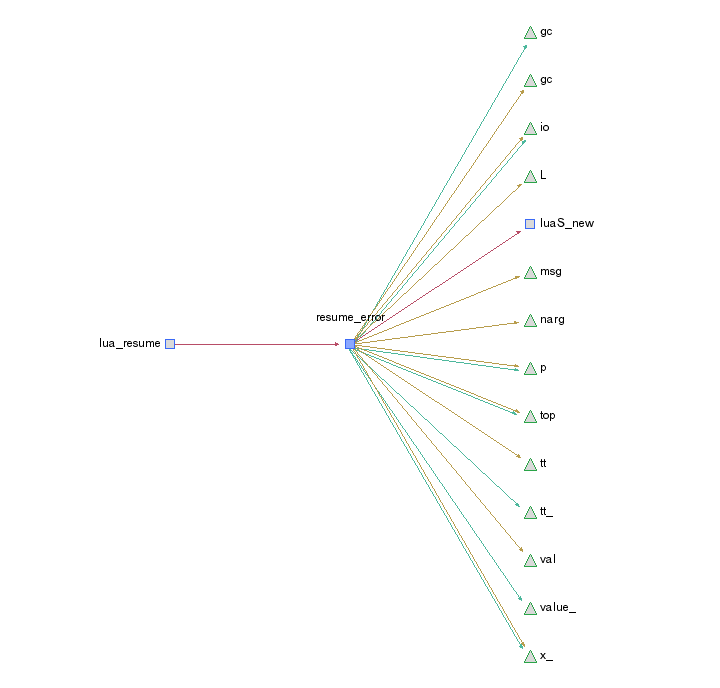 gc
gc
io
L
luaS_new
msg
narg
resume_error
lua_resume
p
top
tt
tt_
val
value_
x_